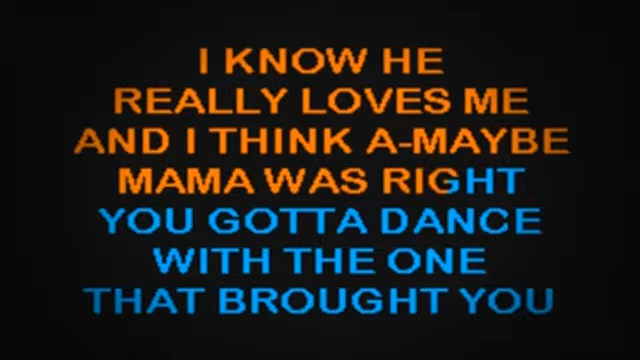 I KNOW HE
REALLY LOVES ME
AND I THINK A-MAYBE
MAMA WAS RIGHT
YOU GOTTA DANCE
WITH THE ONE
THAT BROUGHT YOU